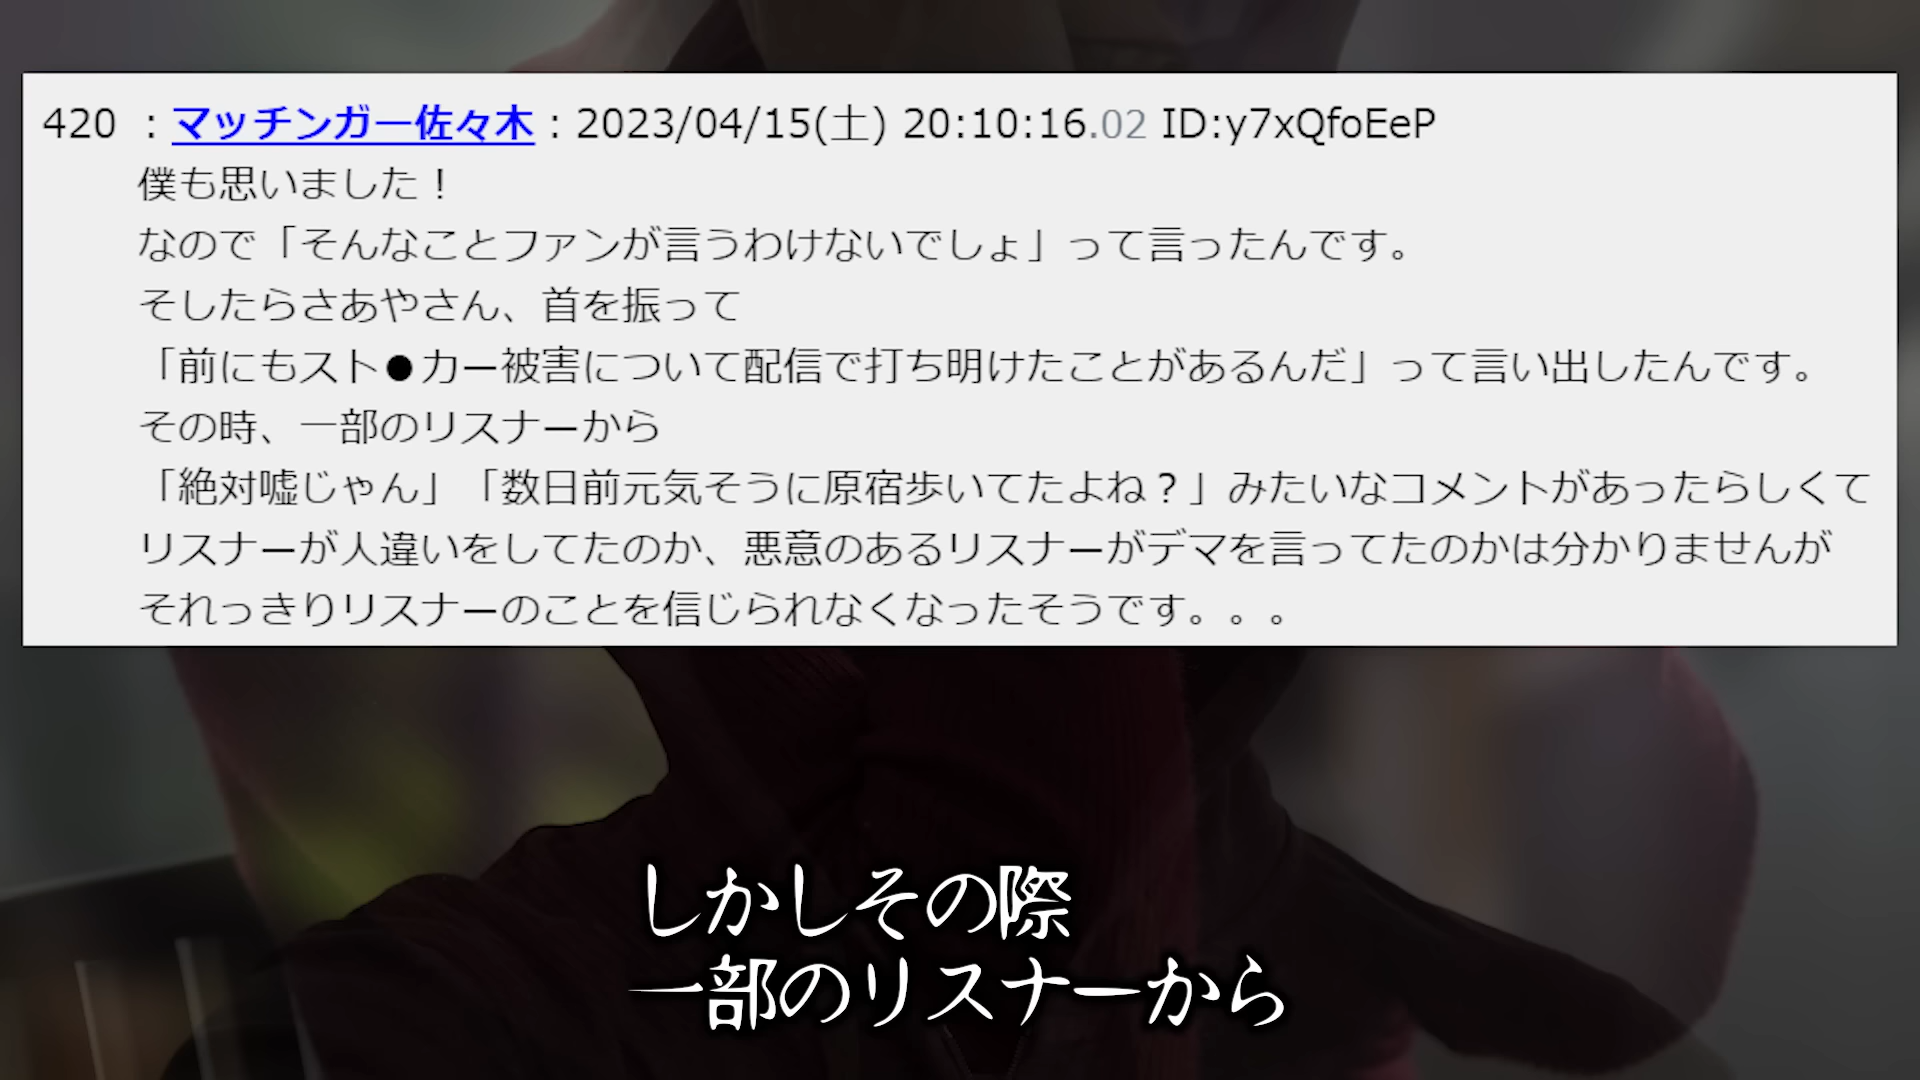 420 ：マッチンガー佐々木：2023/04/15(土) 20:10:16.02 ID:y7xQfoEeP
僕も思いました！
なので「そんなことファンが言うわけないでしょ」って言ったんです。
そしたらさあやさん、首を振って
「前にもスト●カー被害について配信で打ち明けたことがあるんだ」って言い出したんです。
その時、一部のリスナーから
「絶対嘘じゃん」「数日前元気そうに原宿歩いてたよね？」みたいなコメントがあったらしくて
リスナーが人違いをしてたのか、悪意のあるリスナーがデマを言ってたのかは分かりませんが
それっきりリスナーのことを信じられなくなったそうです。。。
しかしその際
一部のリスナーから